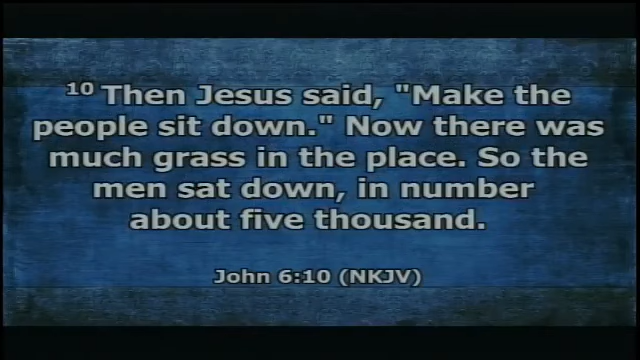 10 Then Jesus said, "Make the
people sit down." Now there was
much grass in the place. So the
men sat down, in number
about five thousand.
John 6:10 (NKJV)